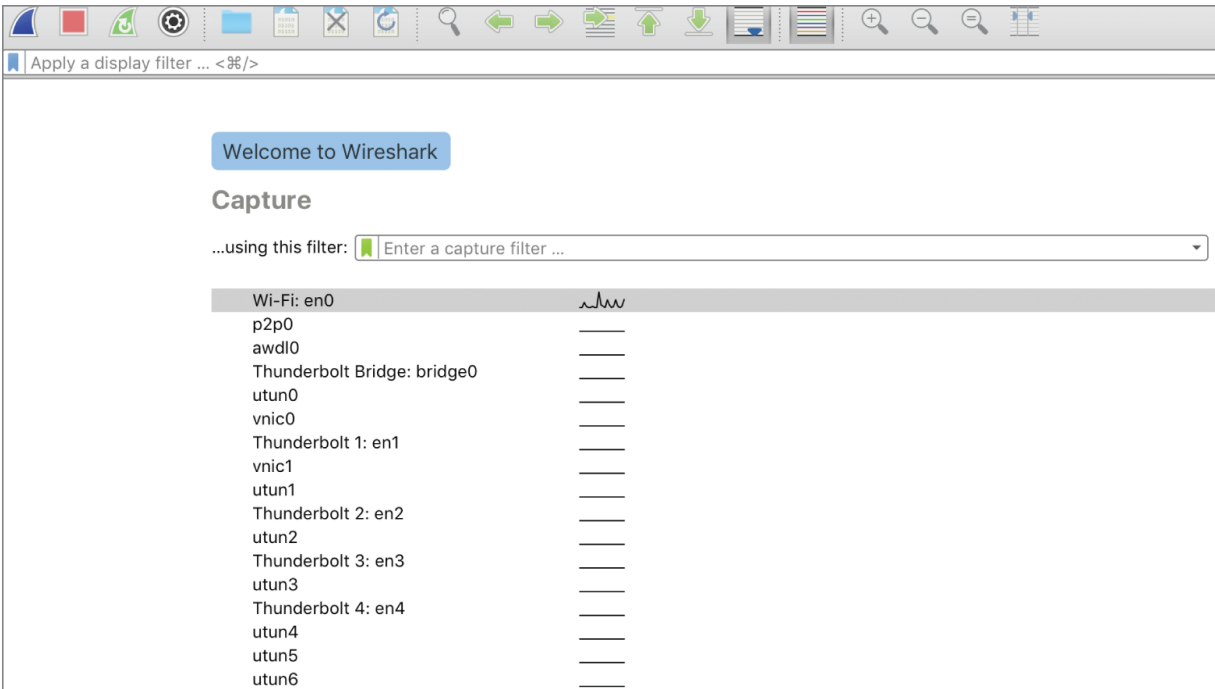 Apply a display filter ... <⌘/>
Welcome to Wireshark
Capture
...using this filter: Enter a capture filter ...
Wi-Fi: en0
p2p0
awdl0
Thunderbolt Bridge: bridge0
utun0
vnic0
Thunderbolt 1: en1
vnic1
utun1
Thunderbolt 2: en2
utun2
Thunderbolt 3: en3
utun3
Thunderbolt 4: en4
utun4
utun5
utun6